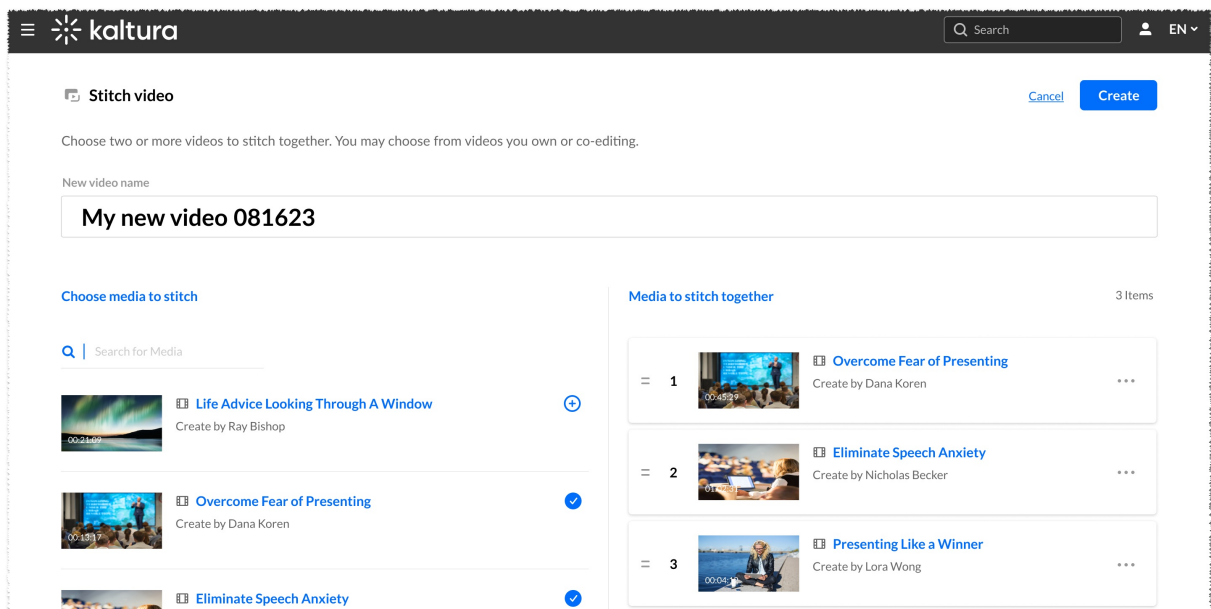 kaltura
Search
EN
Stitch video
Cancel
Create
Choose two or more videos to stitch together. You may choose from videos you own or co-editing.
New video name
My new video 081623
Choose media to stitch
Search for Media
Life Advice Looking Through A Window
Create by Ray Bishop
00:21:09
Overcome Fear of Presenting
Create by Dana Koren
00:13:17
Eliminate Speech Anxiety
Media to stitch together
3 Items
1
Overcome Fear of Presenting
Create by Dana Koren
00:45:29
2
Eliminate Speech Anxiety
Create by Nicholas Becker
3
Presenting Like a Winner
Create by Lora Wong